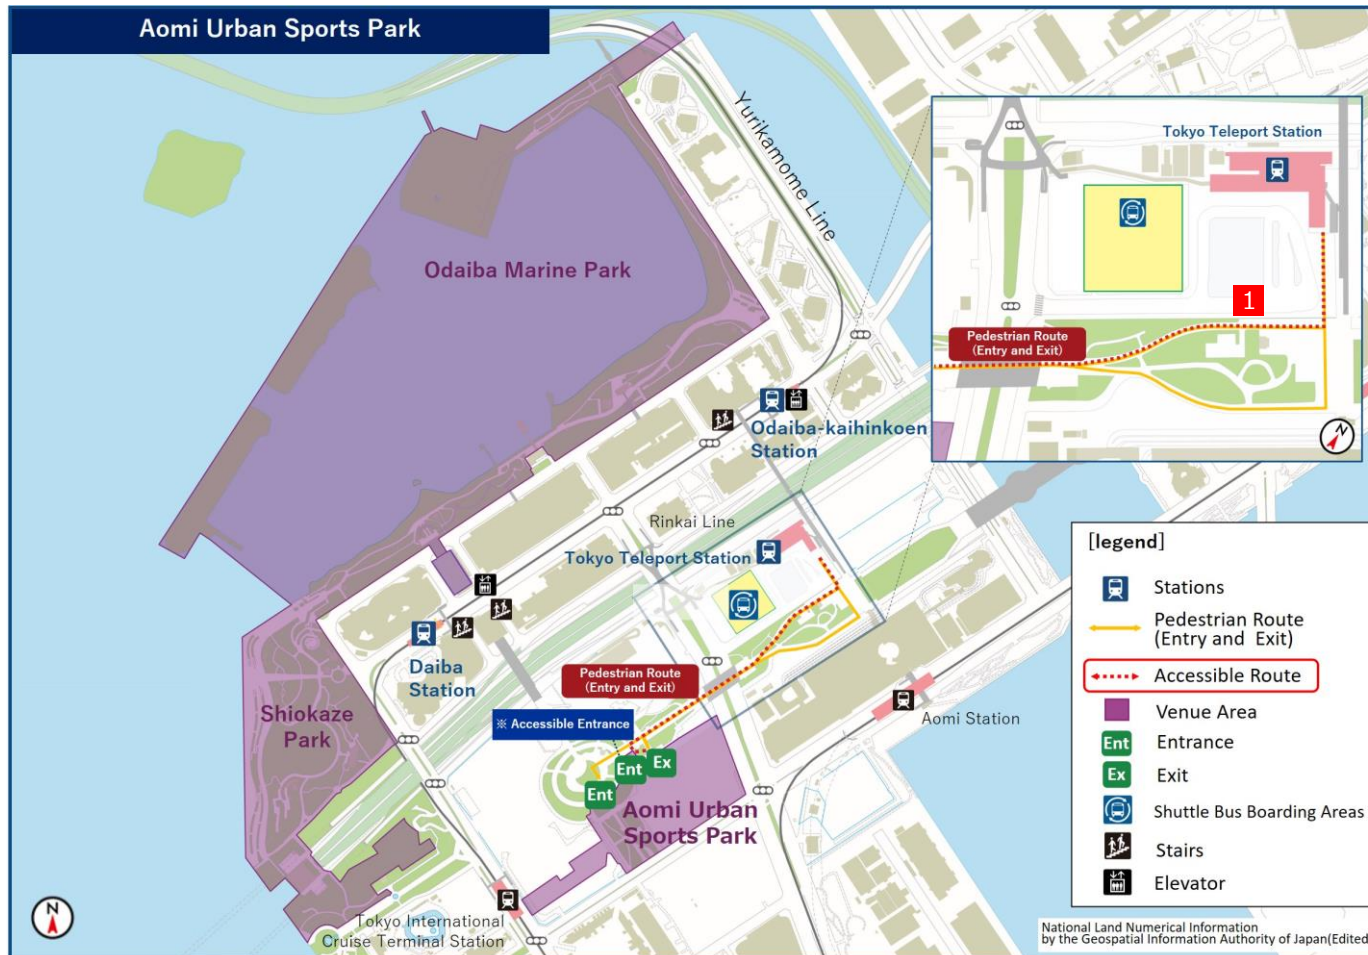 Aomi Urban Sports Park
Yurikamome Line
Tokyo Teleport Station
1
Pedestrian Route
(Entry and Exit)
N
Odaiba Marine Park
Odaiba-kaihinkoen
Station
Rinkai Line
Tokyo Teleport Station
Daiba
Station
Pedestrian Route
(Entry and Exit)
※ Accessible Entrance
Shiokaze
Park
Aomi Station
Ent
Ex
Ent
Aomi Urban
Sports Park
Tokyo International
Cruise Terminal Station
N
[legend]
Stations
Pedestrian Route
(Entry and Exit)
Accessible Route
Venue Area
Ent Entrance
Ex Exit
Shuttle Bus Boarding Areas
Stairs
Elevator
National Land Numerical Information
by the Geospatial Information Authority of Japan(Edited